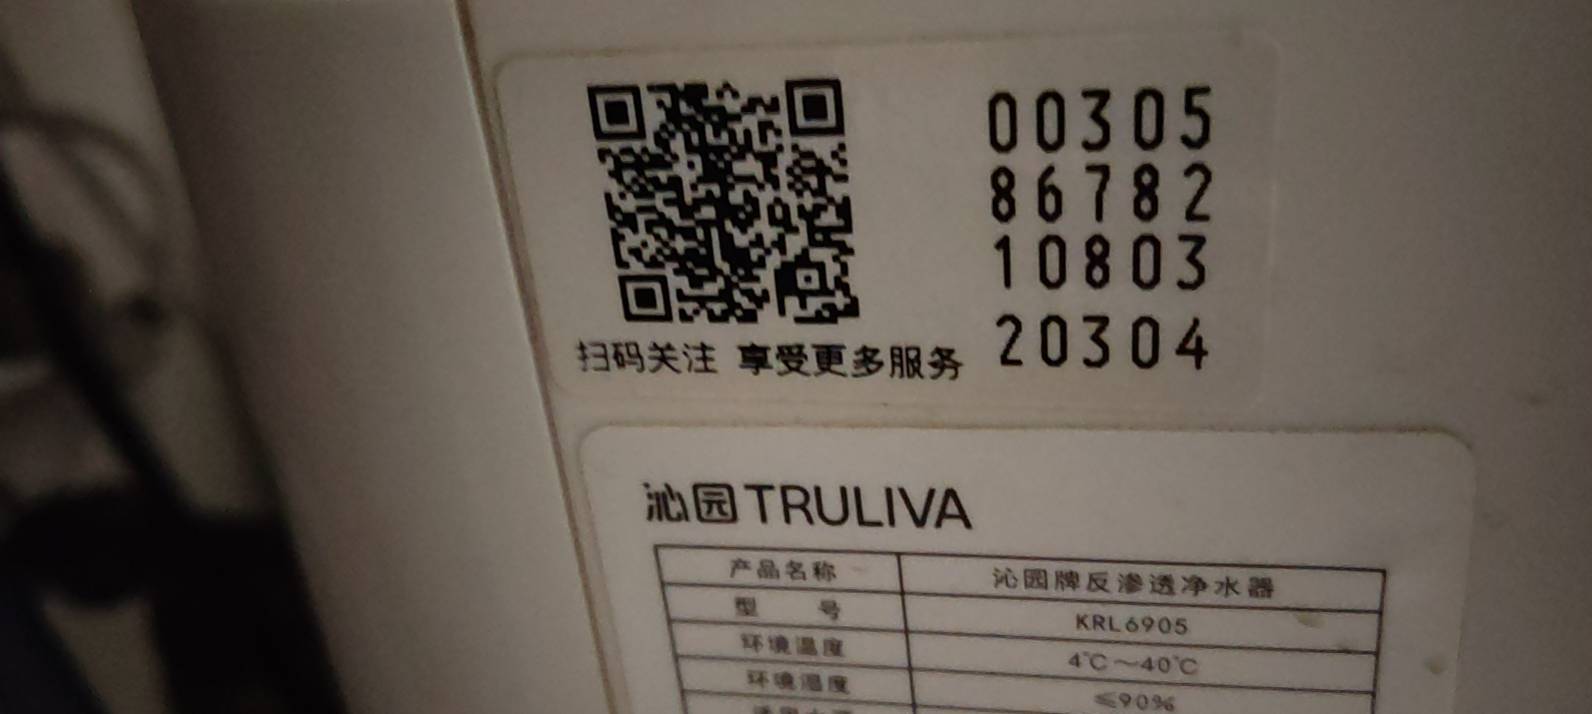 00305
86782
10803
20304
扫码关注 享受更多服务
沁园TRULIVA
产品名称 沁园牌反渗透净水器
型 号 KRL6905
环境温度 4℃～40℃
环境湿度 ≤90%